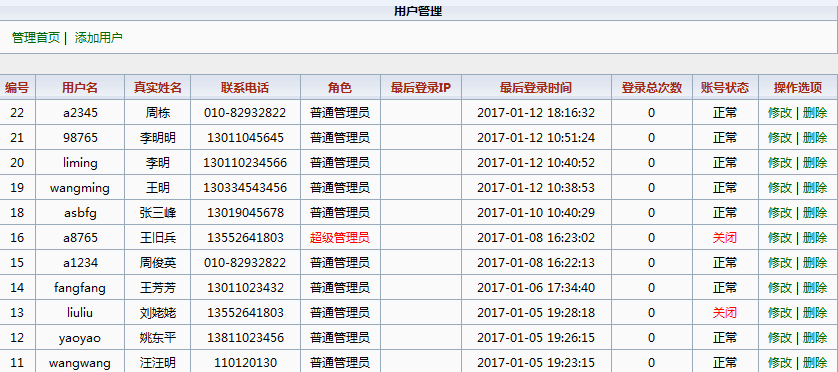 用户管理
管理首页 | 添加用户
编号 用户名 真实姓名 联系电话 角色 最后登录IP 最后登录时间 登录总次数 账号状态 操作选项
22 a2345 周栋 010-82932822 普通管理员 2017-01-12 18:16:32 0 正常 修改 | 删除
21 98765 李明明 13011045645 普通管理员 2017-01-12 10:51:24 0 正常 修改 | 删除
20 liming 李明 130110234566 普通管理员 2017-01-12 10:40:52 0 正常 修改 | 删除
19 wangming 王明 130334543456 普通管理员 2017-01-12 10:38:53 0 正常 修改 | 删除
18 asbfg 张三峰 13019045678 普通管理员 2017-01-10 10:40:29 0 正常 修改 | 删除
16 a8765 王旧兵 13552641803 超级管理员 2017-01-08 16:23:02 0 关闭 修改 | 删除
15 a1234 周俊英 010-82932822 普通管理员 2017-01-08 16:22:13 0 正常 修改 | 删除
14 fangfang 王芳芳 13011023432 普通管理员 2017-01-06 17:34:40 0 正常 修改 | 删除
13 liuliu 刘姥姥 13552641803 普通管理员 2017-01-05 19:28:18 0 关闭 修改 | 删除
12 yaoyao 姚东平 13811023456 普通管理员 2017-01-05 19:26:15 0 正常 修改 | 删除
11 wangwang 汪汪明 110120130 普通管理员 2017-01-05 19:23:15 0 正常 修改 | 删除